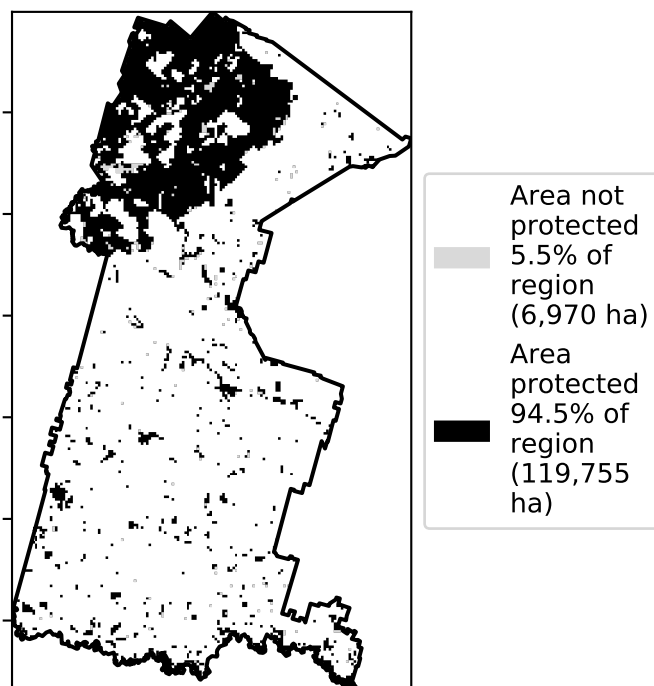 Area not
protected
5.5% of
region
(6,970 ha)
Area
protected
94.5% of
region
(119,755
ha)